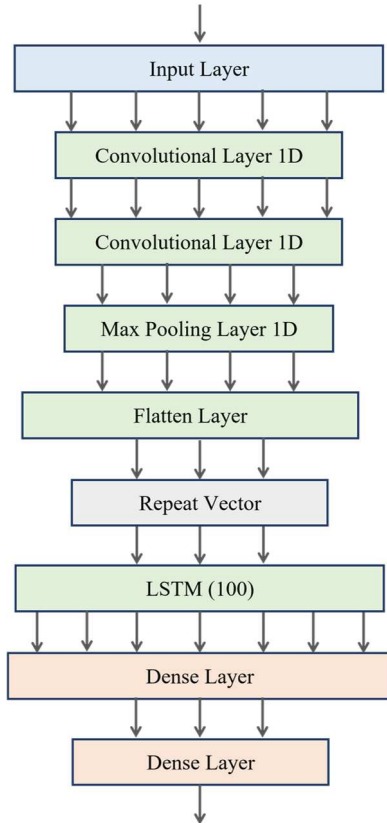 Input Layer
Convolutional Layer 1D
Convolutional Layer 1D
Max Pooling Layer 1D
Flatten Layer
Repeat Vector
LSTM (100)
Dense Layer
Dense Layer